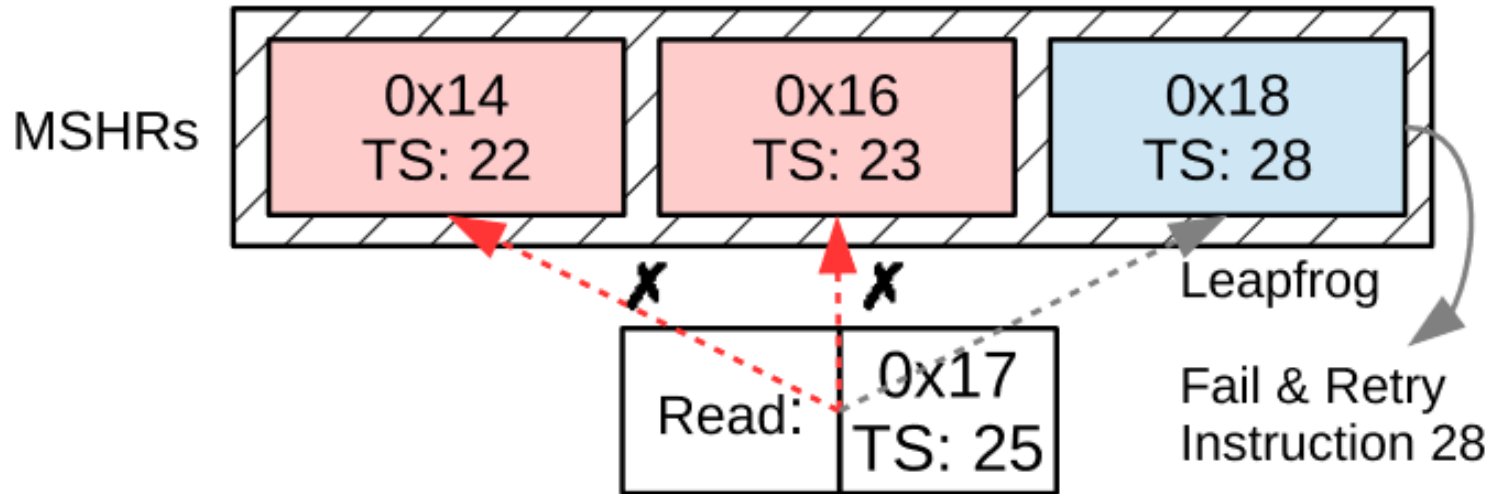 MSHRs
0x14
TS: 22
0x16
TS: 23
0x18
TS: 28
✗
✗
Leapfrog
Read:
0x17
TS: 25
Fail & Retry
Instruction 28